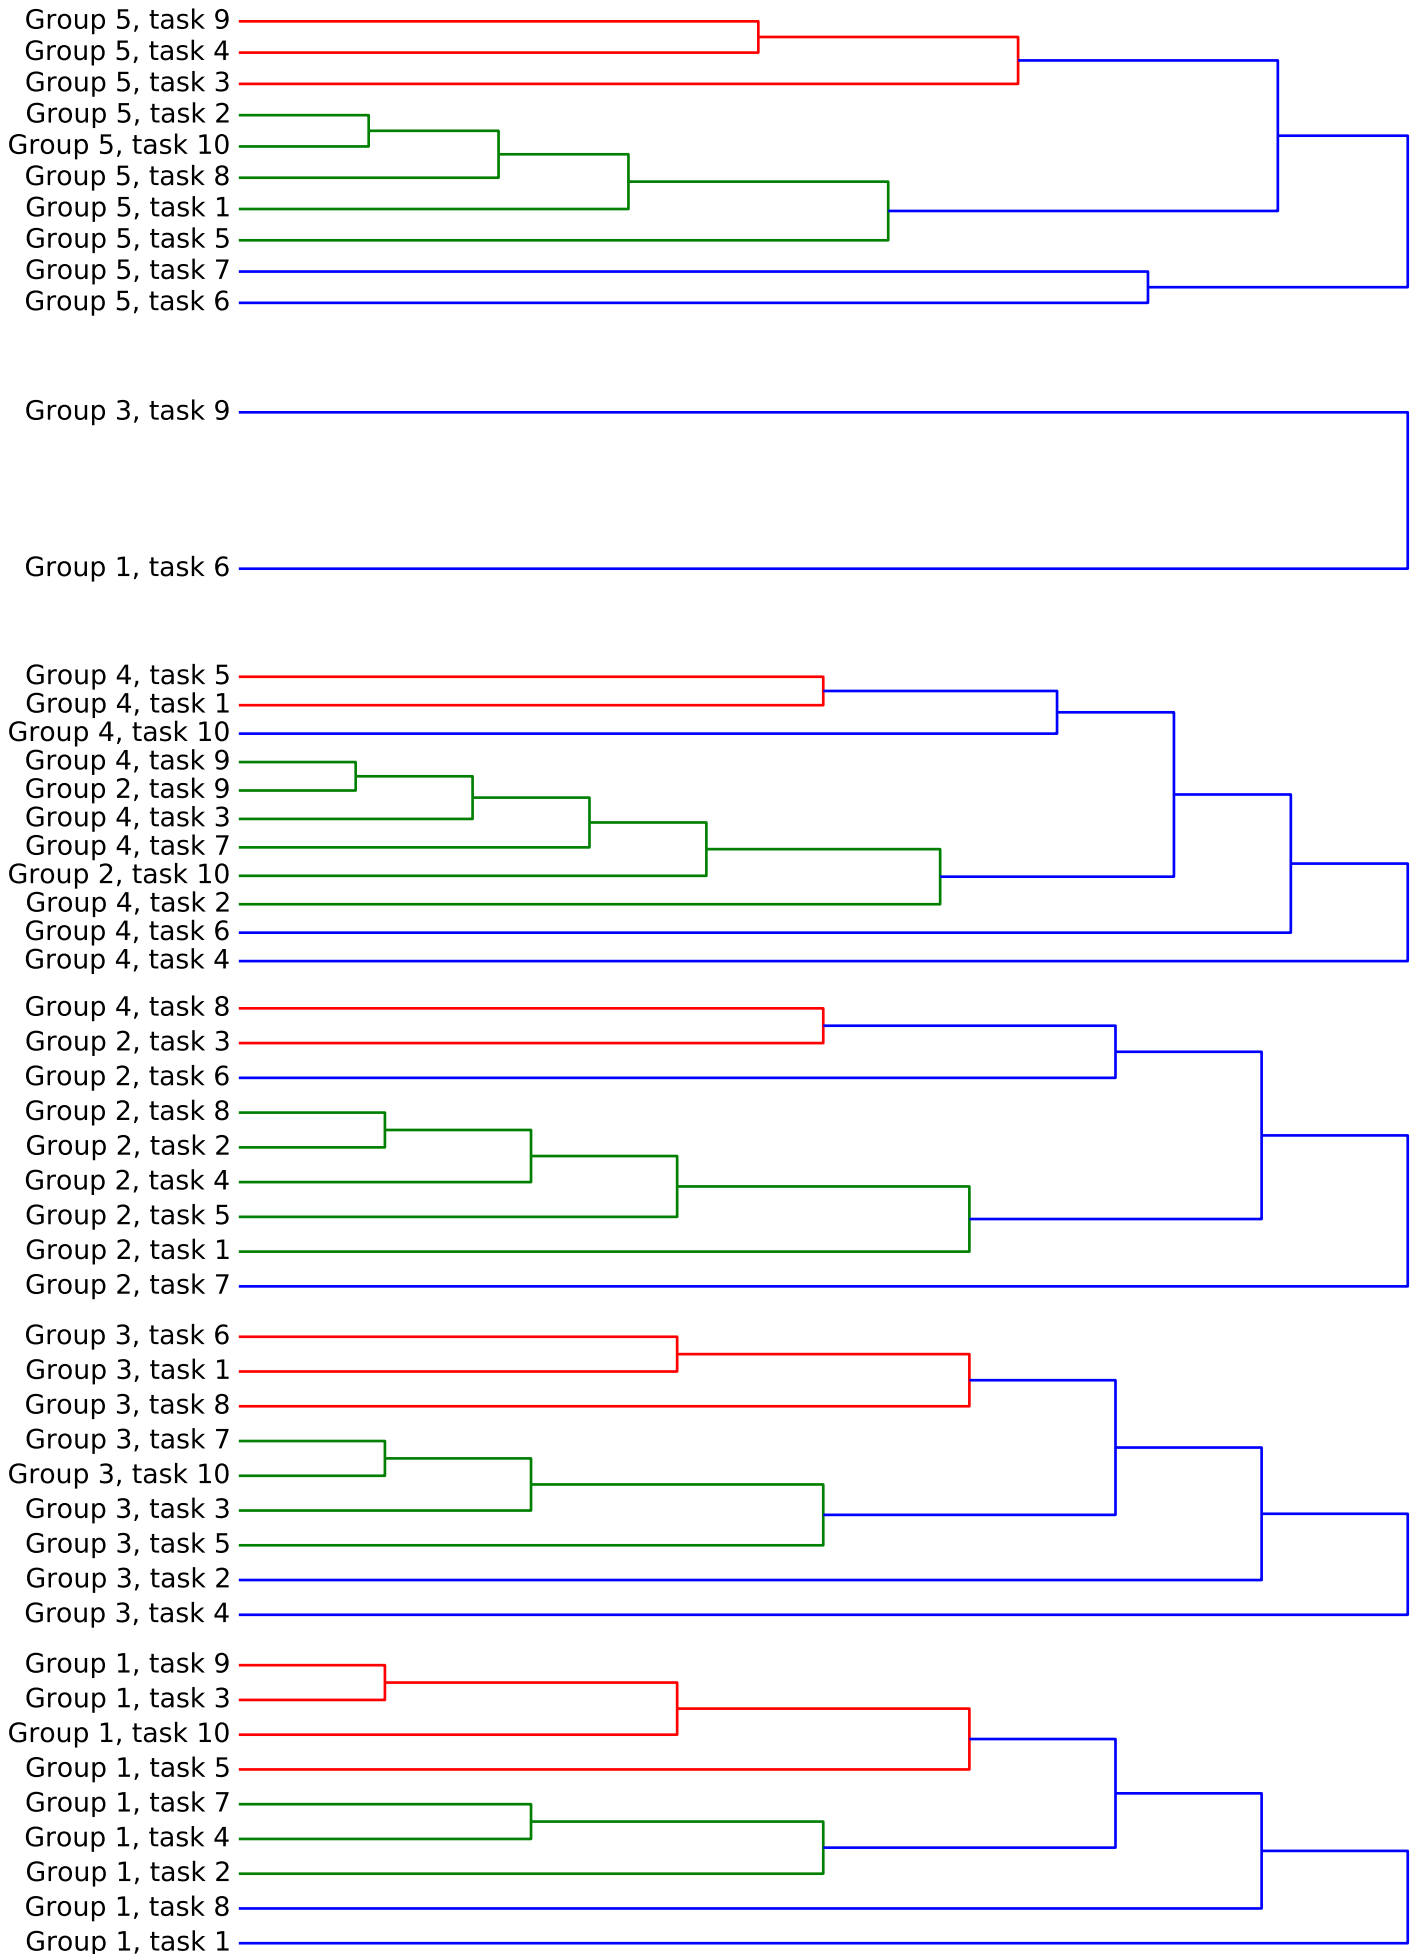 Group 5, task 9
Group 5, task 4
Group 5, task 3
Group 5, task 2
Group 5, task 10
Group 5, task 8
Group 5, task 1
Group 5, task 5
Group 5, task 7
Group 5, task 6
Group 3, task 9
Group 1, task 6
Group 4, task 5
Group 4, task 1
Group 4, task 10
Group 4, task 9
Group 2, task 9
Group 4, task 3
Group 4, task 7
Group 2, task 10
Group 4, task 2
Group 4, task 6
Group 4, task 4
Group 4, task 8
Group 2, task 3
Group 2, task 6
Group 2, task 8
Group 2, task 2
Group 2, task 4
Group 2, task 5
Group 2, task 1
Group 2, task 7
Group 3, task 6
Group 3, task 1
Group 3, task 8
Group 3, task 7
Group 3, task 10
Group 3, task 3
Group 3, task 5
Group 3, task 2
Group 3, task 4
Group 1, task 9
Group 1, task 3
Group 1, task 10
Group 1, task 5
Group 1, task 7
Group 1, task 4
Group 1, task 2
Group 1, task 8
Group 1, task 1